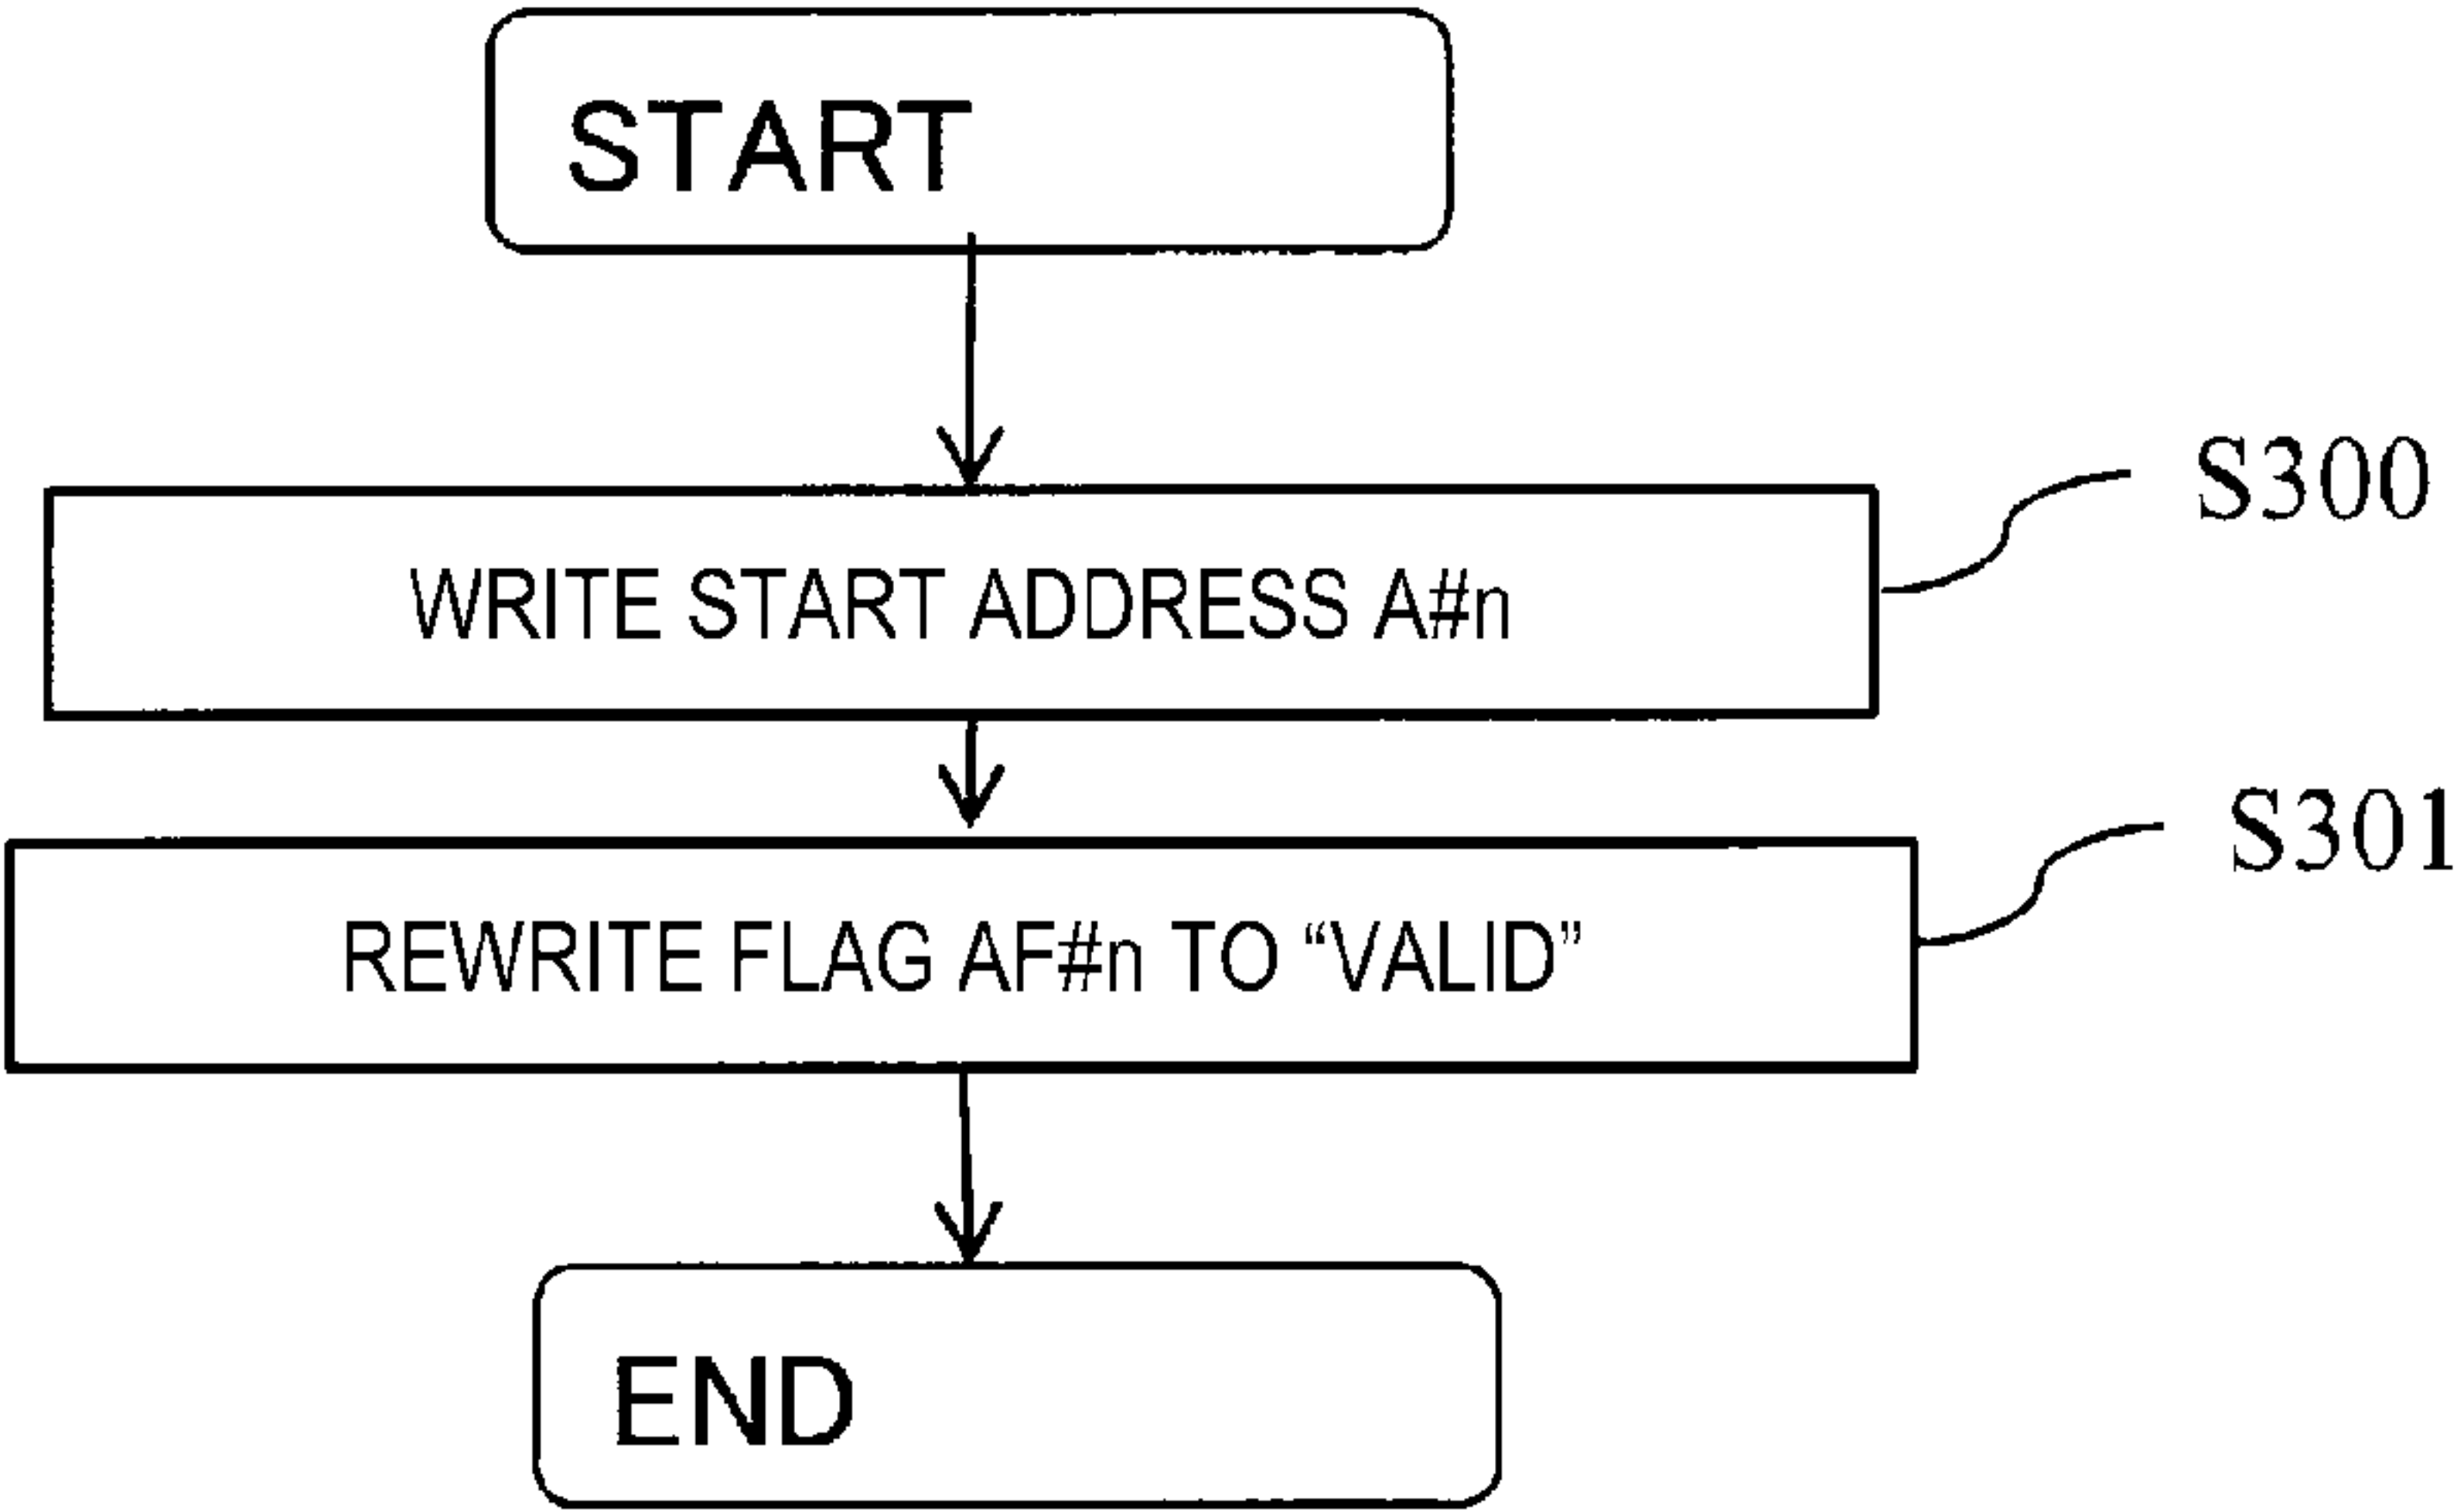 START
WRITE START ADDRESS A#n
S300
REWRITE FLAG AF#n TO “VALID”
S301
END